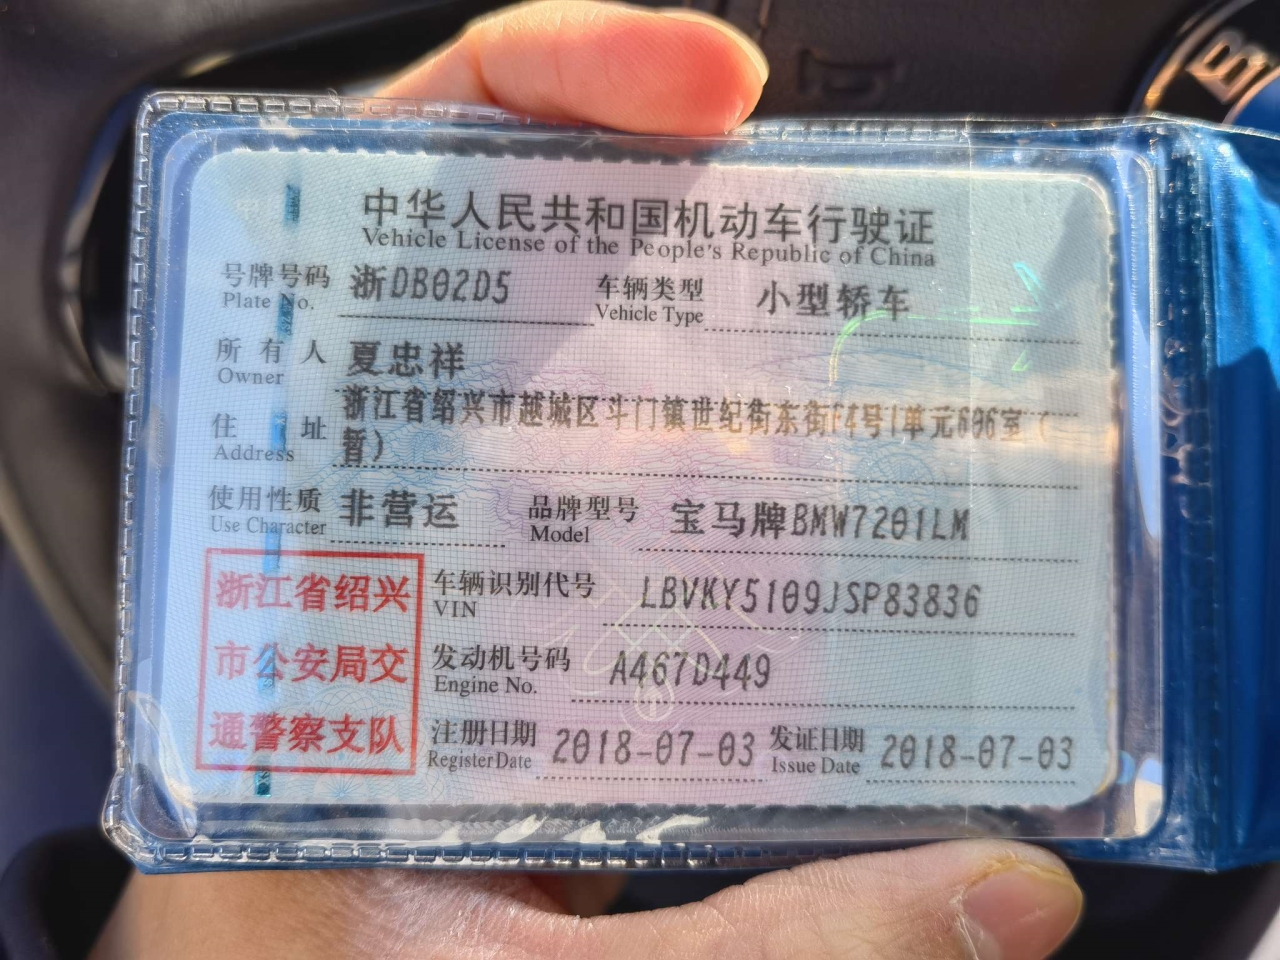 中华人民共和国机动车行驶证
Vehicle License of the People's Republic of China
号牌号码 浙DB02D5 车辆类型 小型轿车
Plate No. Vehicle Type
所有人 夏忠祥
Owner
住址 浙江省绍兴市越城区斗门镇世纪街东街F4号1单元606室（
Address 暂）
使用性质 非营运 品牌型号 宝马牌BMW7201LM
Use Character Model
车辆识别代号 LBVKY5109JSP83836
VIN
发动机号码 A467D449
Engine No.
注册日期 2018-07-03 发证日期 2018-07-03
Register Date Issue Date
浙江省绍兴
市公安局交
通警察支队
B